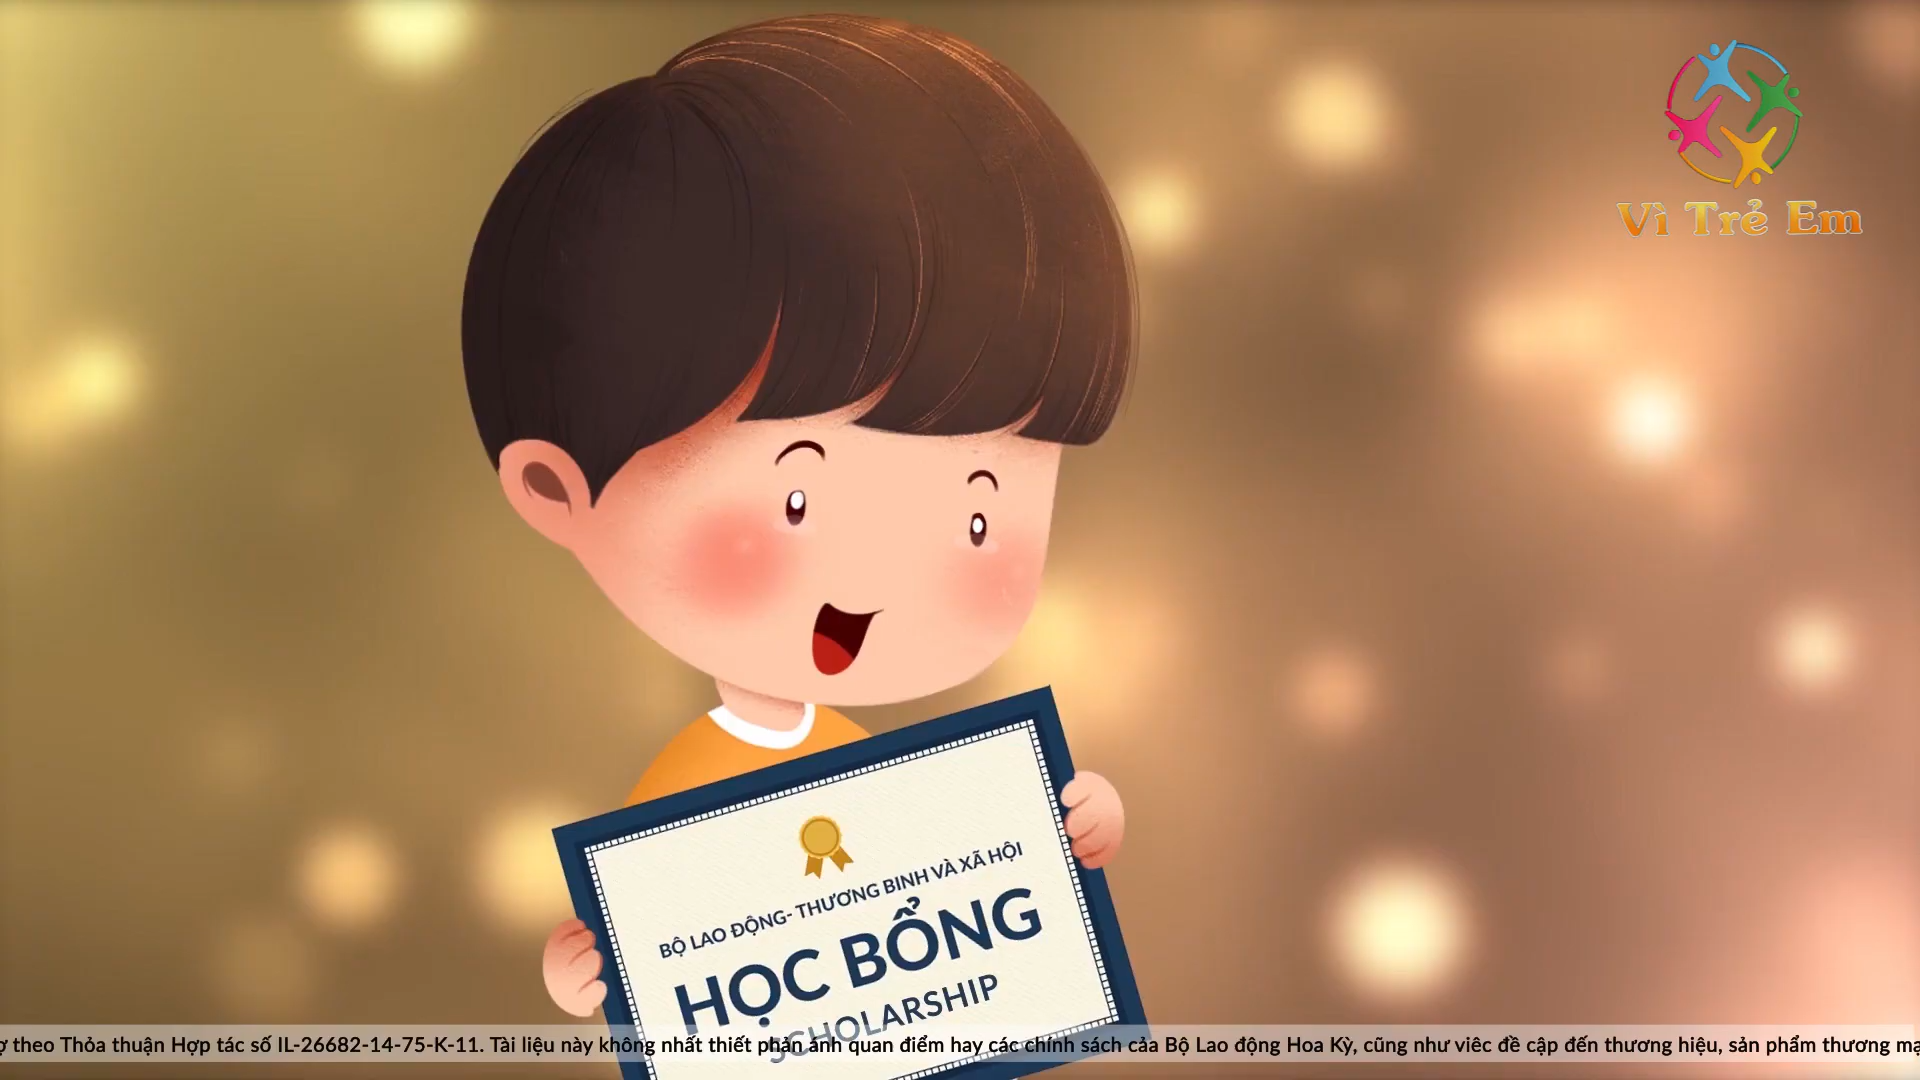 Vì Trẻ Em
BỘ LAO ĐỘNG- THƯƠNG BINH VÀ XÃ HỘI
HỌC BỔNG
SCHOLARSHIP
theo Thỏa thuận Hợp tác số IL-26682-14-75-K-11. Tài liệu này không nhất thiết phản ánh quan điểm hay các chính sách của Bộ Lao động Hoa Kỳ, cũng như viêc đề cập đến thương hiệu, sản phẩm thương